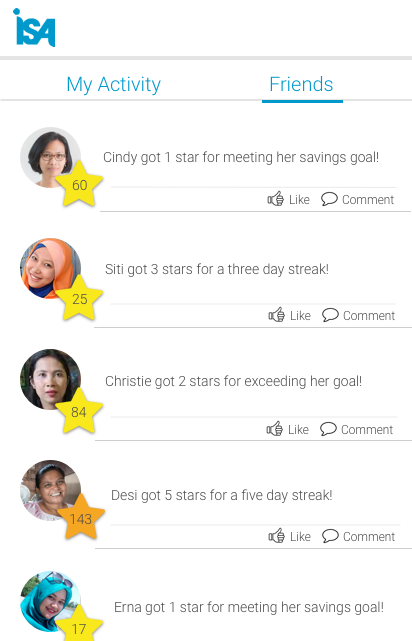 iSA
My Activity
Friends
Cindy got 1 star for meeting her savings goal!
60
Like
Comment
Siti got 3 stars for a three day streak!
25
Like
Comment
Christie got 2 stars for exceeding her goal!
84
Like
Comment
Desi got 5 stars for a five day streak!
143
Like
Comment
Erna got 1 star for meeting her savings goal!
17